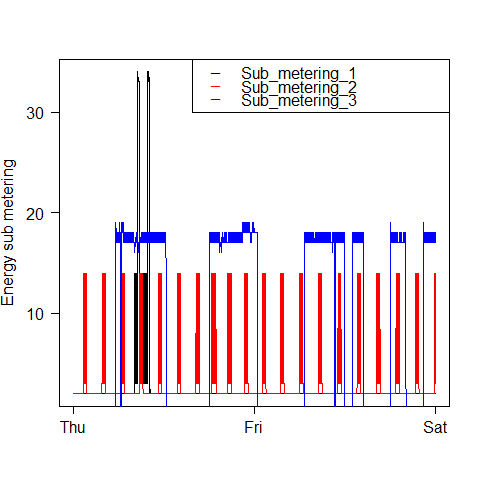 Sub_metering_1
Sub_metering_2
Sub_metering_3
Energy sub metering
30
20
10
Thu
Fri
Sat